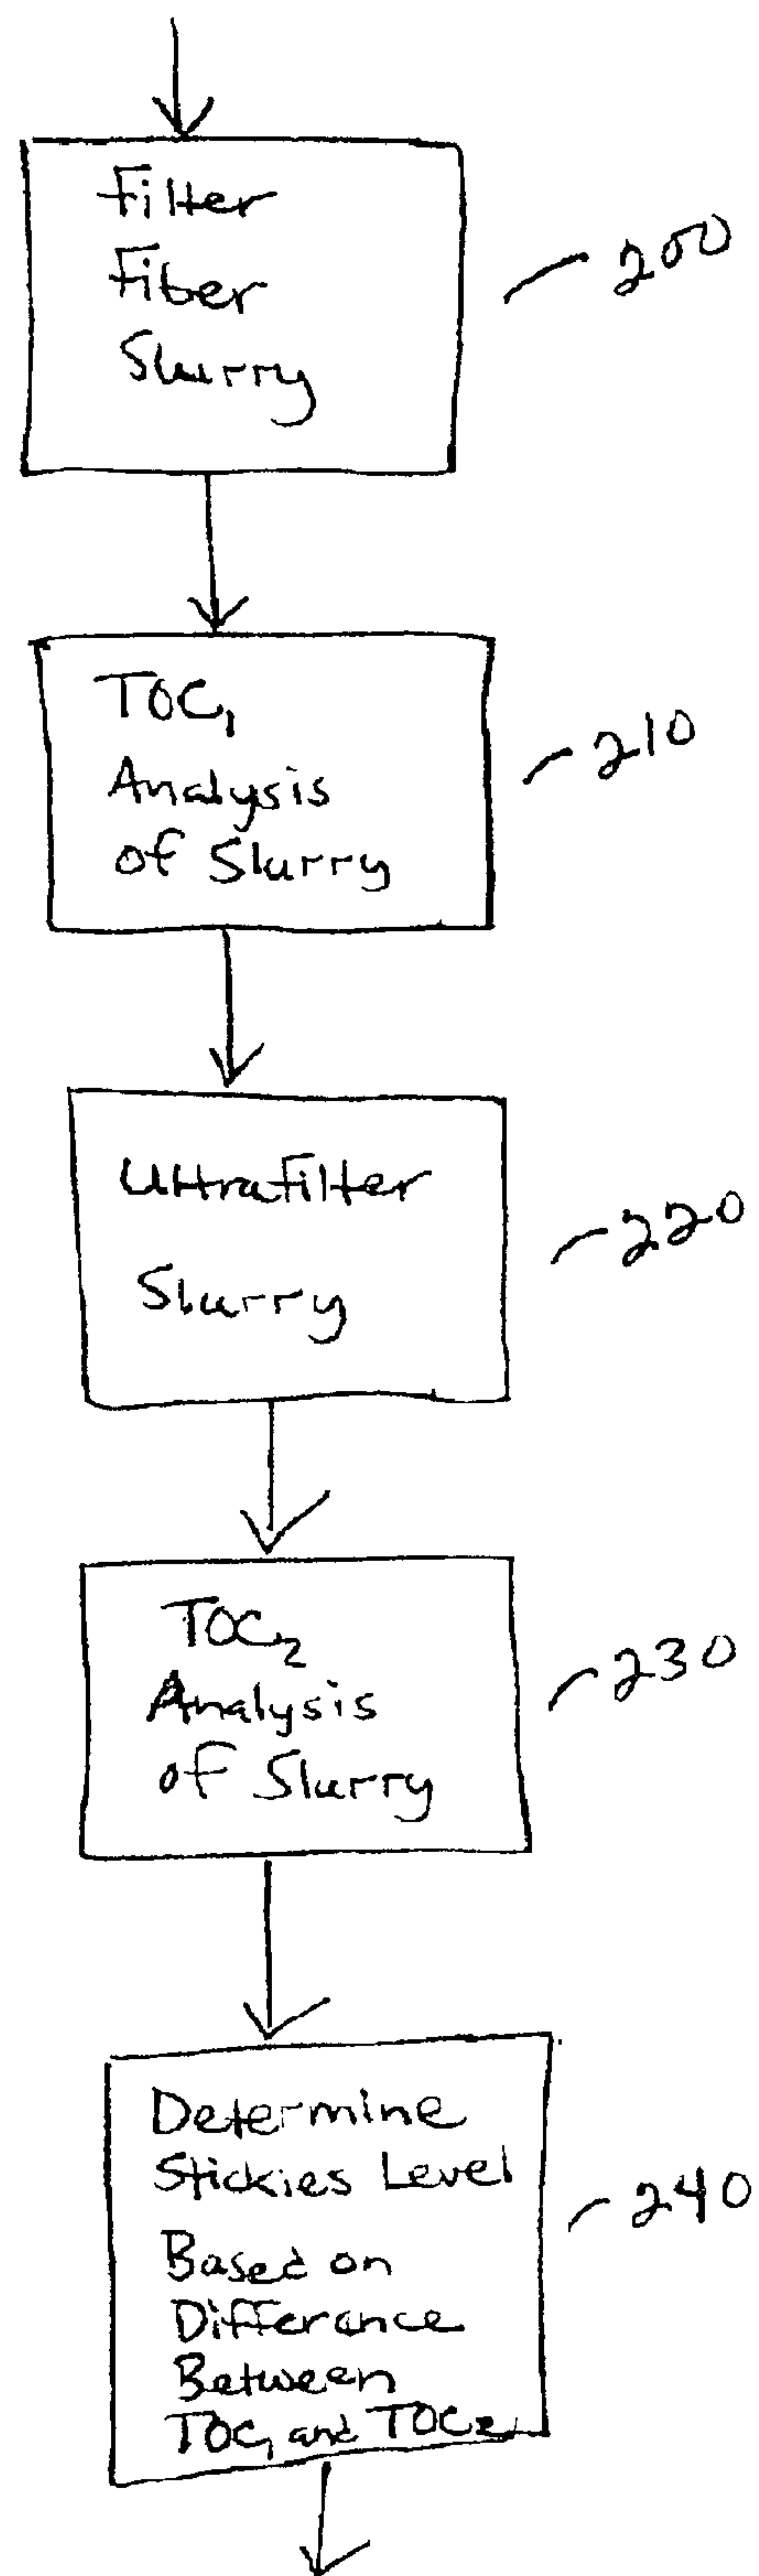 Filter
Fiber
Slurry
200
TOC₁
Analysis
of Slurry
210
Ultrafilter
Slurry
220
TOC₂
Analysis
of Slurry
230
Determine
Stickies Level
Based on
Difference
Between
TOC₁ and TOC₂
240